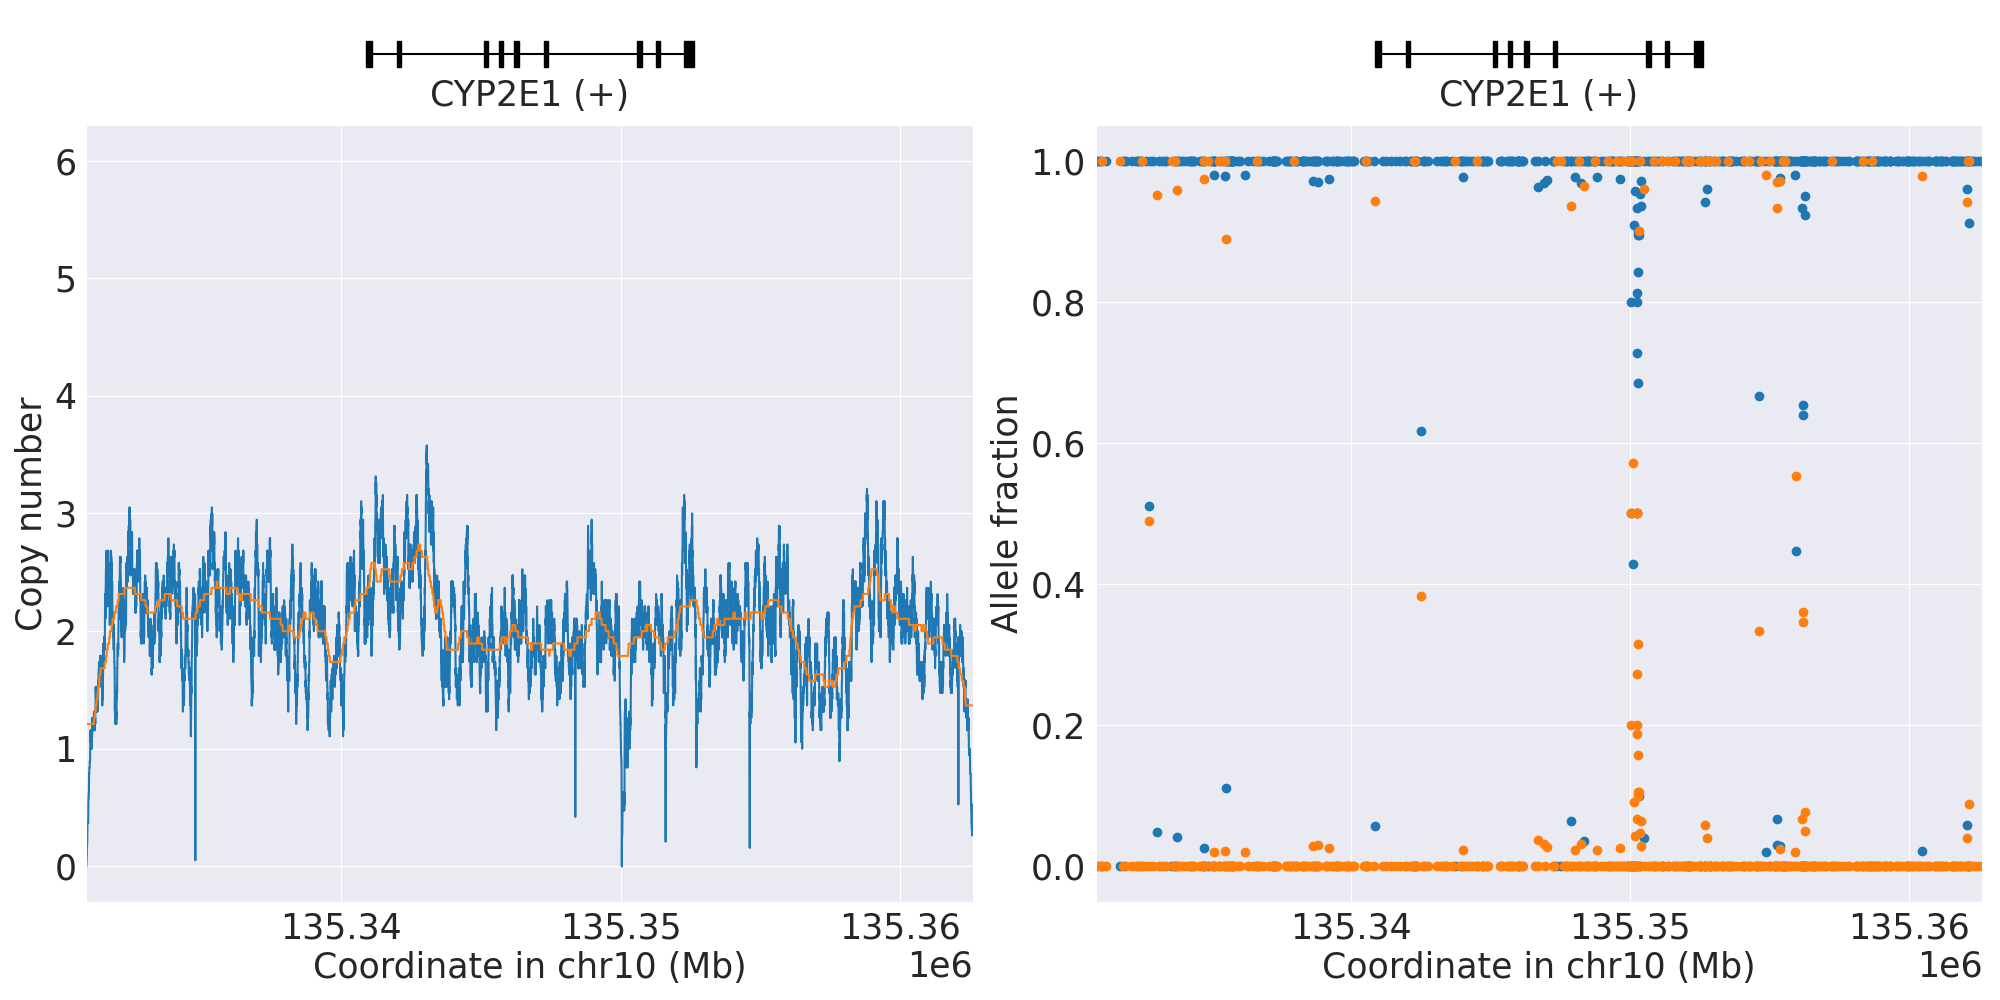 CYP2E1 (+)
CYP2E1 (+)
6
5
4
3
2
1
0
Copy number
135.34 135.35 135.36
Coordinate in chr10 (Mb)
1e6
1.0
0.8
0.6
0.4
0.2
0.0
Allele fraction
135.34 135.35 135.36
Coordinate in chr10 (Mb)
1e6